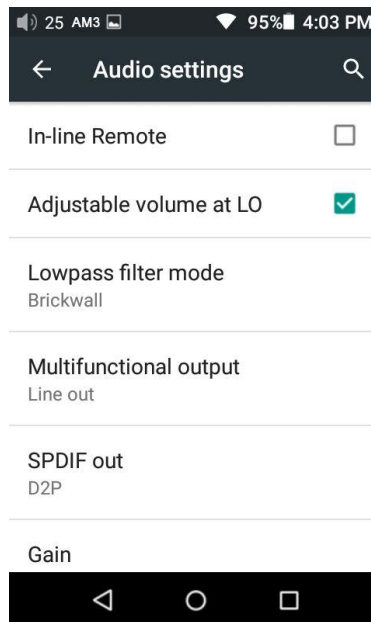 25 AM3 95% 4:03 PM
Audio settings
In-line Remote
Adjustable volume at LO
Lowpass filter mode
Brickwall
Multifunctional output
Line out
SPDIF out
D2P
Gain